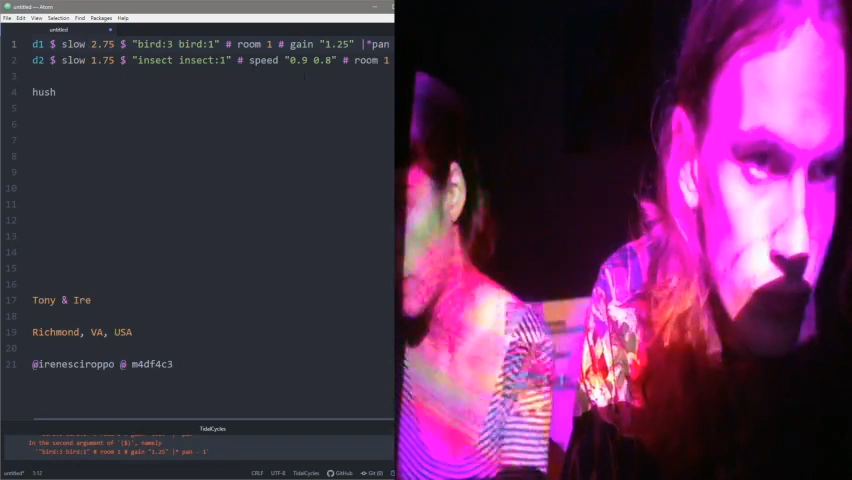 untitled — Atom
File Edit View Selection Find Packages Help
untitled
1 d1 $ slow 2.75 $ "bird:3 bird:1" # room 1 # gain "1.25" |*pan
2 d2 $ slow 1.75 $ "insect insect:1" # speed "0.9 0.8" # room 1
3
4 hush
5
6
7
8
9
10
11
12
13
14
15
16
17 Tony & Ire
18
19 Richmond, VA, USA
20
21 @irenesciroppo @ m4df4c3
TidalCycles
In the second argument of '($)', namely
'"bird:3 bird:1" # room 1 # gain "1.25" |* pan - 1'
untitled* 1:12 CRLF UTF-8 TidalCycles GitHub Git (0)